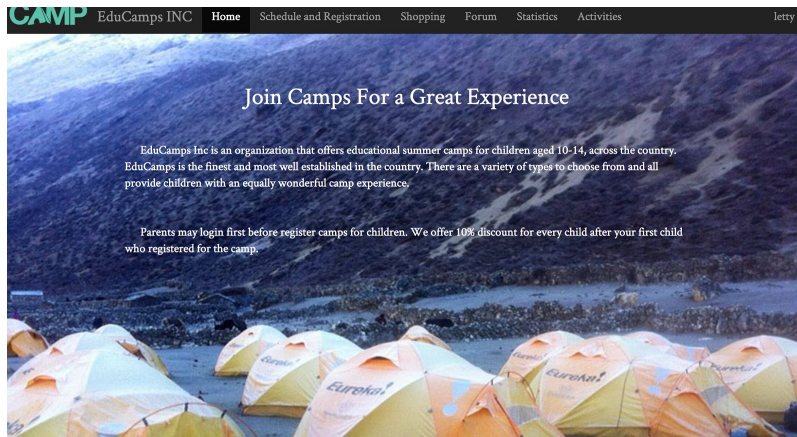 CAMP EduCamps INC Home Schedule and Registration Shopping Forum Statistics Activities letty
Join Camps For a Great Experience
EduCamps Inc is an organization that offers educational summer camps for children aged 10-14, across the country.
EduCamps is the finest and most well established in the country. There are a variety of types to choose from and all
provide children with an equally wonderful camp experience.
Parents may login first before register camps for children. We offer 10% discount for every child after your first child
who registered for the camp.
Eureka!
Eureka!
Eureka!